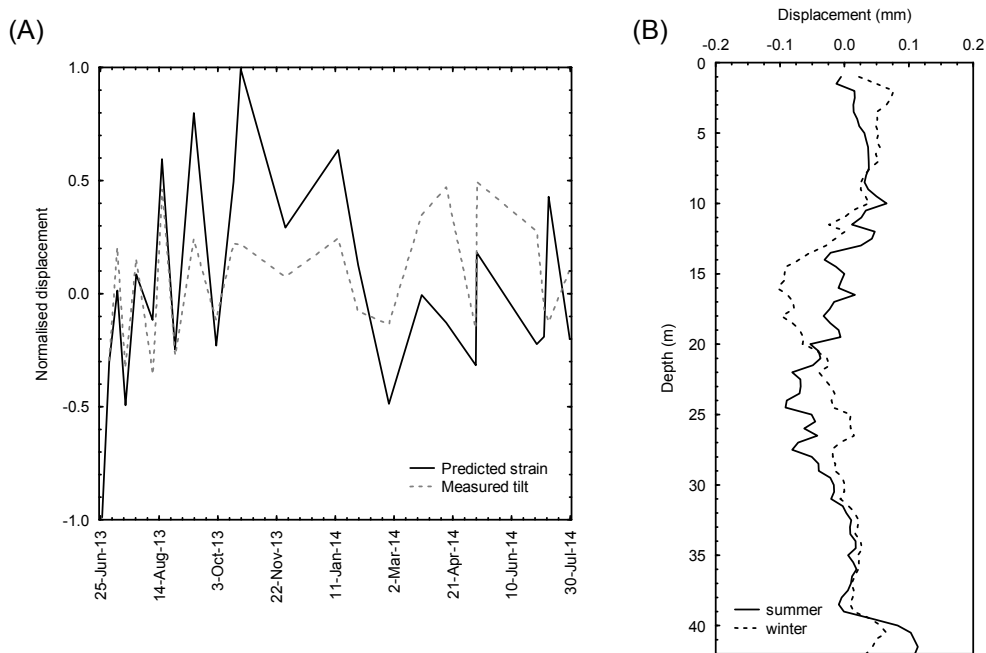 (A)
Normalised displacement
1.0
0.5
0.0
-0.5
-1.0
Predicted strain
Measured tilt
25-Jun-13
14-Aug-13
3-Oct-13
22-Nov-13
11-Jan-14
2-Mar-14
21-Apr-14
10-Jun-14
30-Jul-14
(B)
Displacement (mm)
-0.2 -0.1 0.0 0.1 0.2
Depth (m)
0
5
10
15
20
25
30
35
40
summer
winter